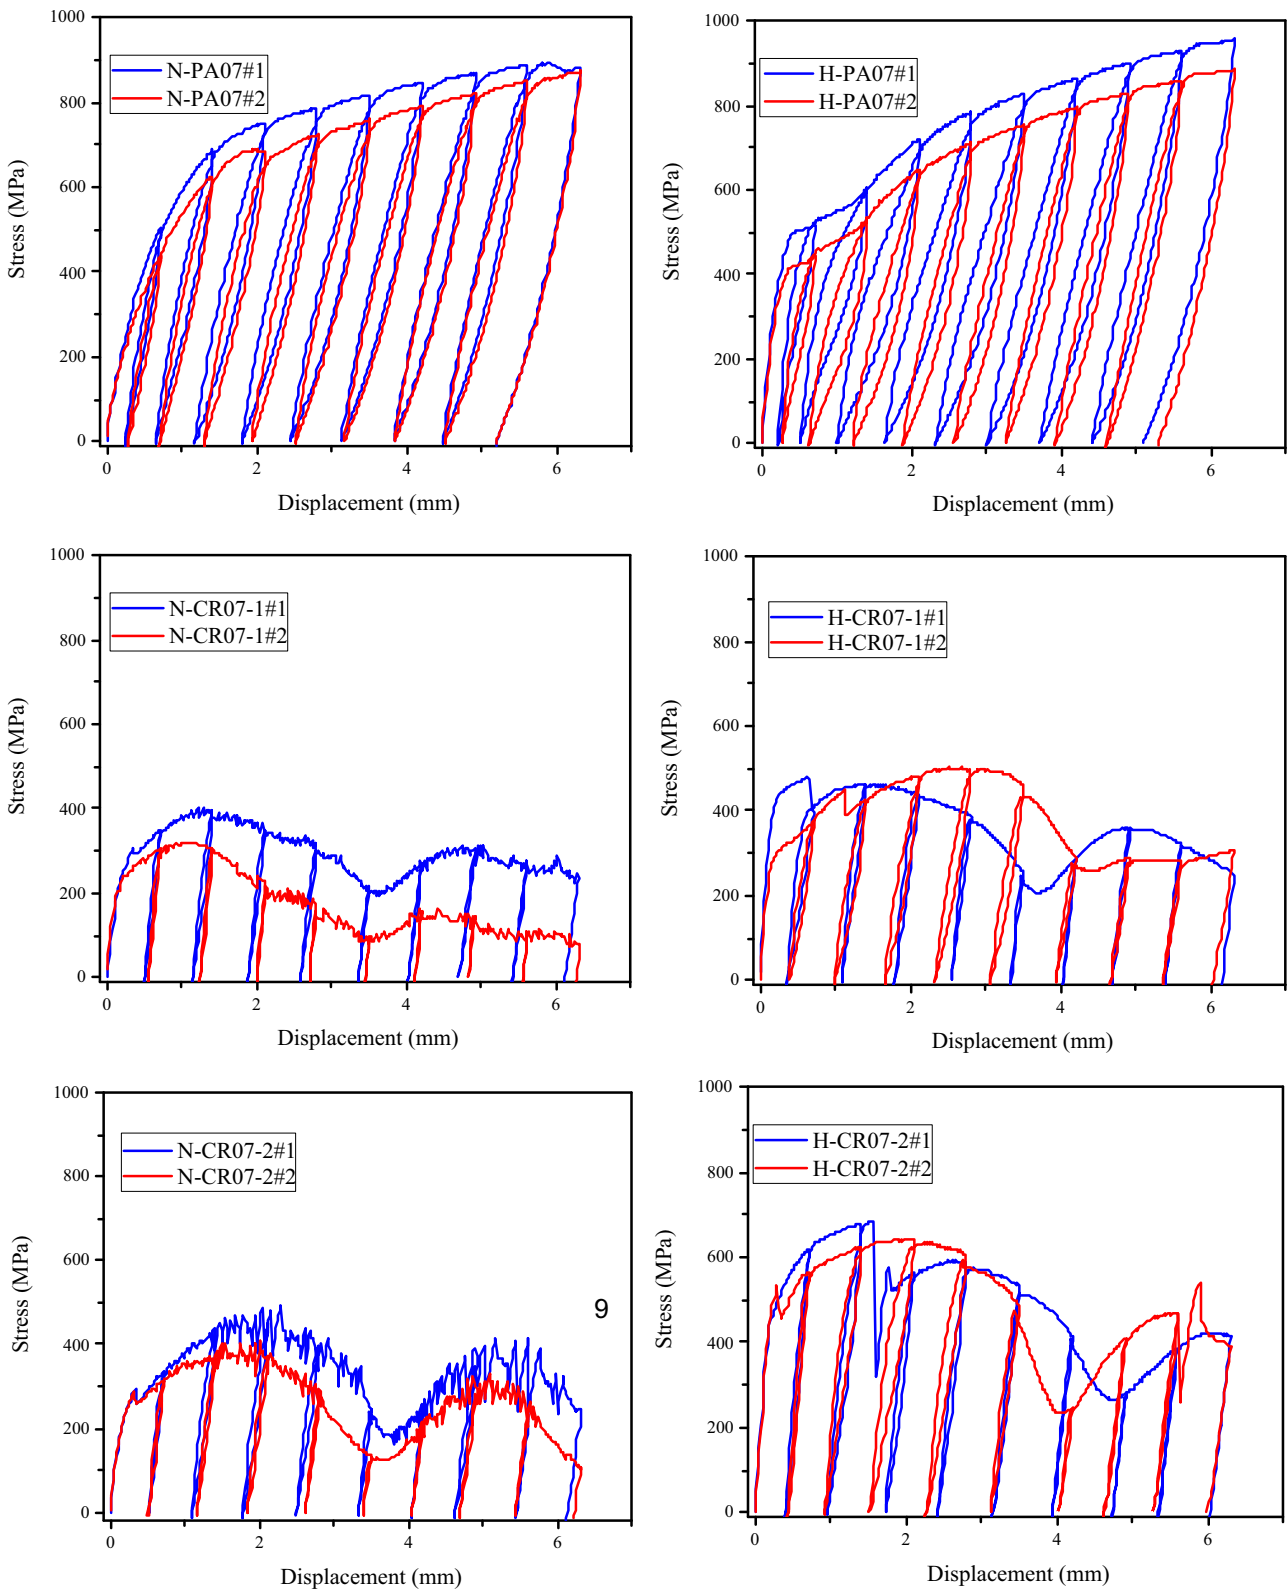 1000
800
600
400
200
0
Stress (MPa)
N-PA07#1
N-PA07#2
0 2 4 6
Displacement (mm)
1000
800
600
400
200
0
Stress (MPa)
H-PA07#1
H-PA07#2
0 2 4 6
Displacement (mm)
1000
800
600
400
200
0
Stress (MPa)
N-CR07-1#1
N-CR07-1#2
0 2 4 6
Displacement (mm)
1000
800
600
400
200
0
Stress (MPa)
H-CR07-1#1
H-CR07-1#2
0 2 4 6
Displacement (mm)
1000
800
600
400
200
0
Stress (MPa)
N-CR07-2#1
N-CR07-2#2
9
0 2 4 6
Displacement (mm)
1000
800
600
400
200
0
Stress (MPa)
H-CR07-2#1
H-CR07-2#2
0 2 4 6
Displacement (mm)